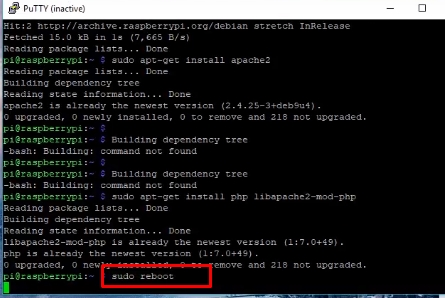 PuTTY (inactive)
Hit:2 http://archive.raspberrypi.org/debian stretch InRelease
Fetched 15.0 kB in 1s (7,665 B/s)
Reading package lists... Done
pi@raspberrypi:~ $ sudo apt-get install apache2
Reading package lists... Done
Building dependency tree
Reading state information... Done
apache2 is already the newest version (2.4.25-3+deb9u4).
0 upgraded, 0 newly installed, 0 to remove and 218 not upgraded.
pi@raspberrypi:~ $
pi@raspberrypi:~ $ Building dependency tree
-bash: Building: command not found
pi@raspberrypi:~ $
pi@raspberrypi:~ $ Building dependency tree
-bash: Building: command not found
pi@raspberrypi:~ $ sudo apt-get install php libapache2-mod-php
Reading package lists... Done
Building dependency tree
Reading state information... Done
libapache2-mod-php is already the newest version (1:7.0+49).
php is already the newest version (1:7.0+49).
0 upgraded, 0 newly installed, 0 to remove and 218 not upgraded.
pi@raspberrypi:~ sudo reboot